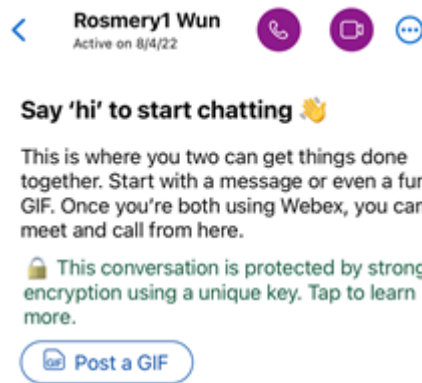 Rosmery1 Wun
Active on 8/4/22
Say ‘hi’ to start chatting 👋
This is where you two can get things done
together. Start with a message or even a fun
GIF. Once you’re both using Webex, you can
meet and call from here.
🔒 This conversation is protected by strong
encryption using a unique key. Tap to learn
more.
GIF Post a GIF